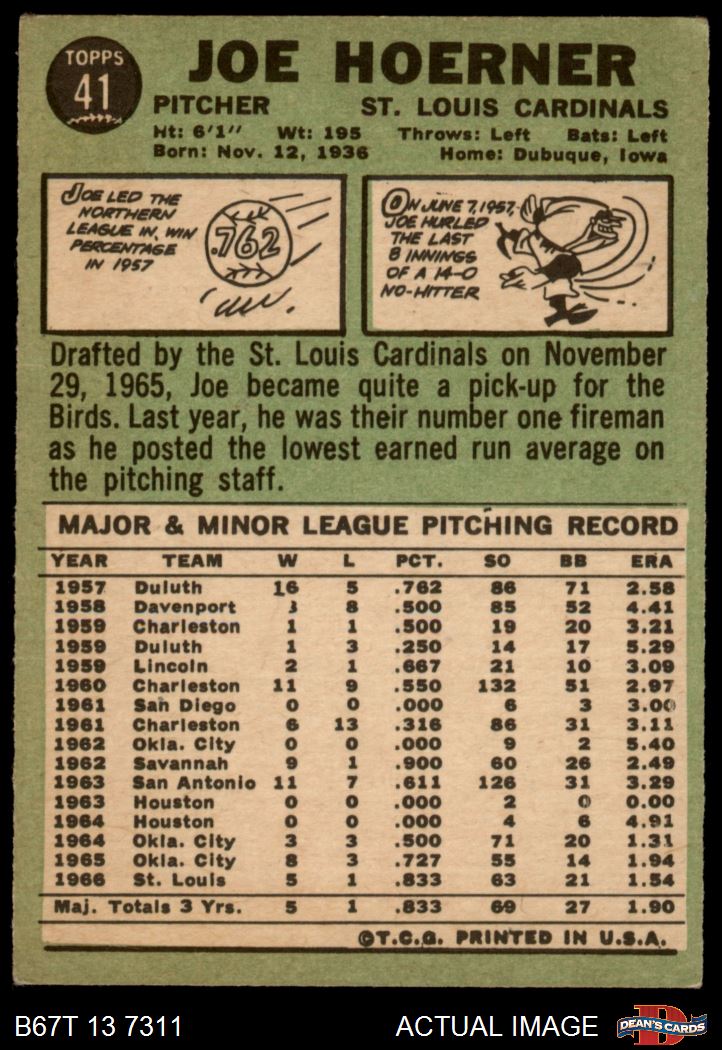 TOPPS
41
JOE HOERNER
PITCHER ST. LOUIS CARDINALS
Ht: 6'1" Wt: 195 Throws: Left Bats: Left
Born: Nov. 12, 1936 Home: Dubuque, Iowa
JOE LED THE
NORTHERN
LEAGUE IN, WIN
PERCENTAGE
IN 1957
.762
ON JUNE 7, 1957,
JOE HURLED
THE LAST
8 INNINGS
OF A 14-0
NO-HITTER
Drafted by the St. Louis Cardinals on November
29, 1965, Joe became quite a pick-up for the
Birds. Last year, he was their number one fireman
as he posted the lowest earned run average on
the pitching staff.
MAJOR & MINOR LEAGUE PITCHING RECORD
YEAR TEAM W L PCT. SO BB ERA
1957 Duluth 16 5 .762 86 71 2.58
1958 Davenport 8 .500 85 52 4.41
1959 Charleston 1 1 .500 19 20 3.21
1959 Duluth 1 3 .250 14 17 5.29
1959 Lincoln 2 1 .667 21 10 3.09
1960 Charleston 11 9 .550 132 51 2.97
1961 San Diego 0 0 .000 6 3 3.00
1961 Charleston 6 13 .316 86 31 3.11
1962 Okla. City 0 0 .000 9 2 5.40
1962 Savannah 9 1 .900 60 26 2.49
1963 San Antonio 11 7 .611 126 31 3.29
1963 Houston 0 0 .000 2 0 0.00
1964 Houston 0 0 .000 4 6 4.91
1964 Okla. City 3 3 .500 71 20 1.31
1965 Okla. City 8 3 .727 55 14 1.94
1966 St. Louis 5 1 .833 63 21 1.54
Maj. Totals 3 Yrs. 5 1 .833 69 27 1.90
©T.C.G. PRINTED IN U.S.A.
B67T 13 7311 ACTUAL IMAGE
D
DEAN'S CARDS